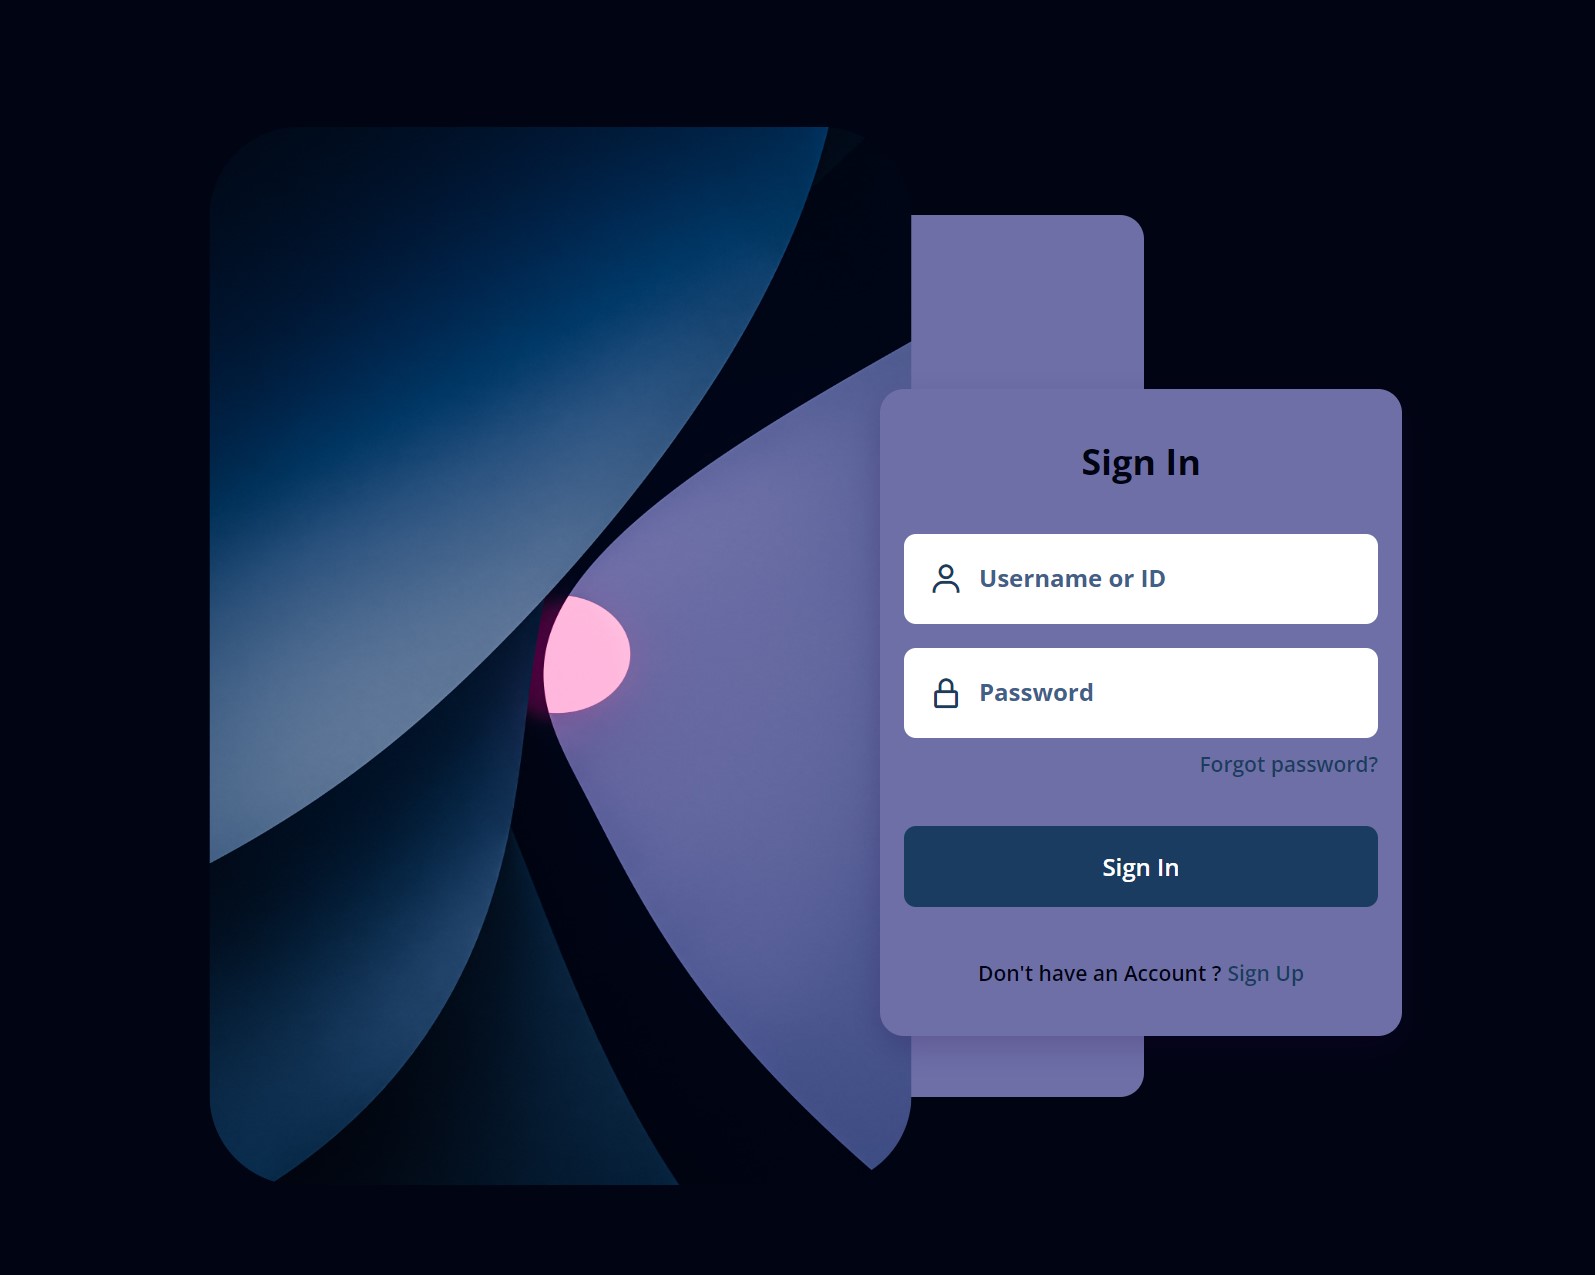 Sign In
Username or ID
Password
Forgot password?
Sign In
Don't have an Account ? Sign Up